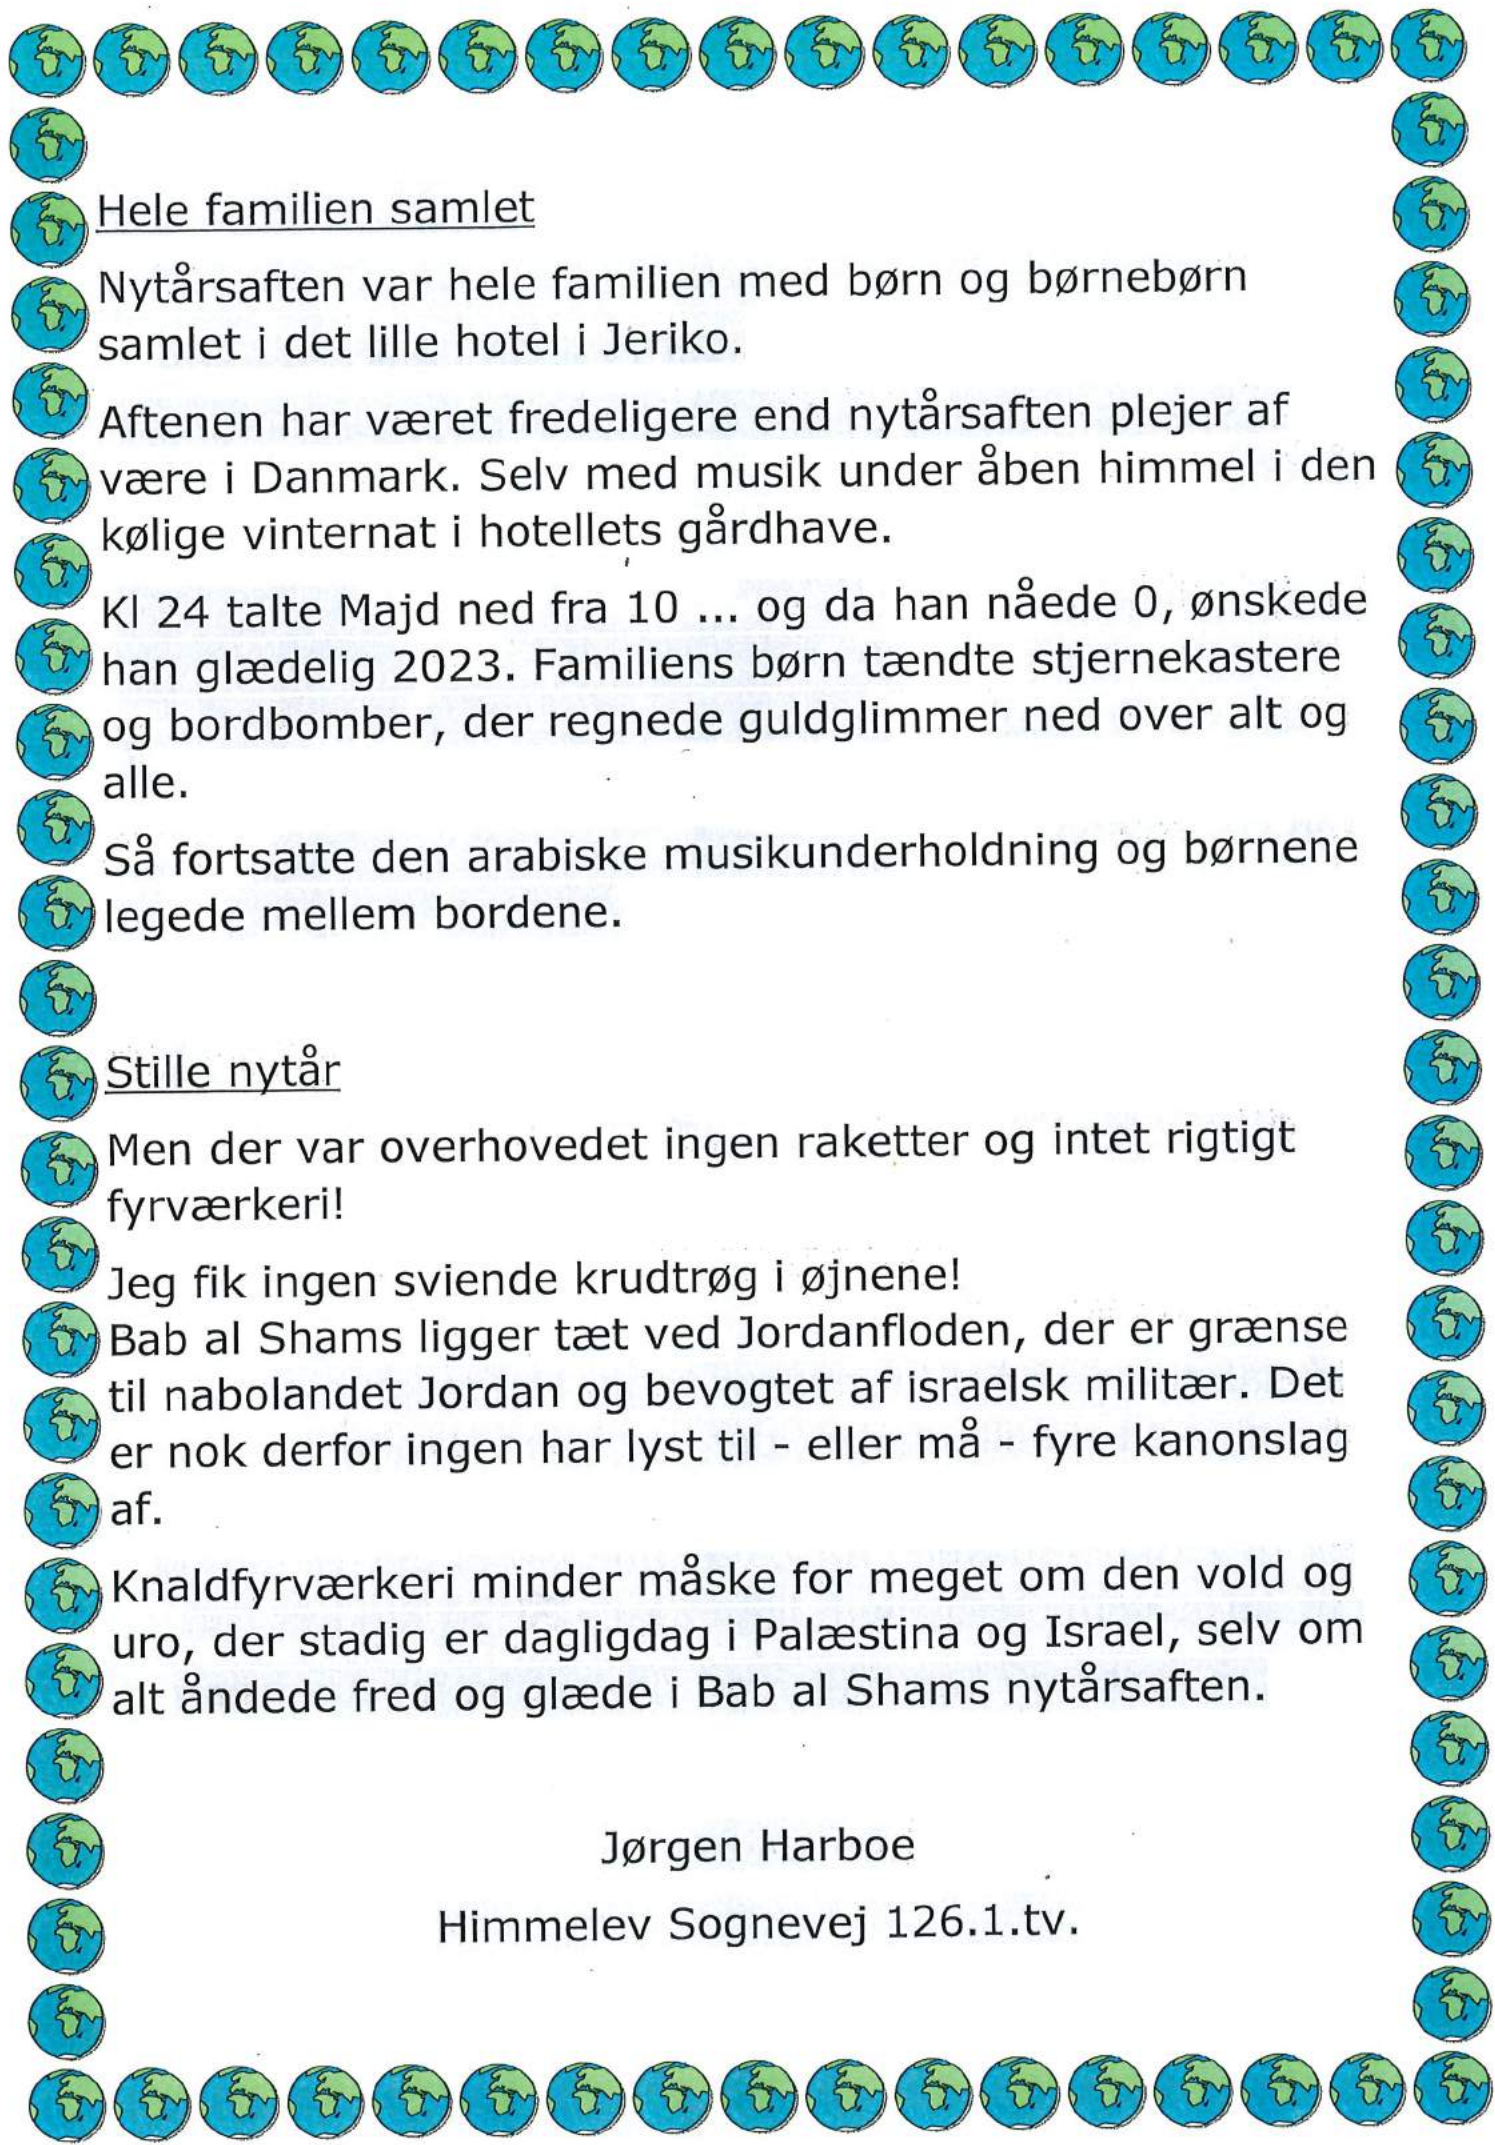 Hele familien samlet
Nytårsaften var hele familien med børn og børnebørn
samlet i det lille hotel i Jeriko.
Aftenen har været fredeligere end nytårsaften plejer af
være i Danmark. Selv med musik under åben himmel i den
kølige vinternat i hotellets gårdhave.
Kl 24 talte Majd ned fra 10 ... og da han nåede 0, ønskede
han glædelig 2023. Familiens børn tændte stjernekastere
og bordbomber, der regnede guldglimmer ned over alt og
alle.
Så fortsatte den arabiske musikunderholdning og børnene
legede mellem bordene.
Stille nytår
Men der var overhovedet ingen raketter og intet rigtigt
fyrværkeri!
Jeg fik ingen sviende krudtrøg i øjnene!
Bab al Shams ligger tæt ved Jordanfloden, der er grænse
til nabolandet Jordan og bevogtet af israelsk militær. Det
er nok derfor ingen har lyst til - eller må - fyre kanonslag
af.
Knaldfyrværkeri minder måske for meget om den vold og
uro, der stadig er dagligdag i Palæstina og Israel, selv om
alt åndede fred og glæde i Bab al Shams nytårsaften.
Jørgen Harboe
Himmelev Sognevej 126.1.tv.